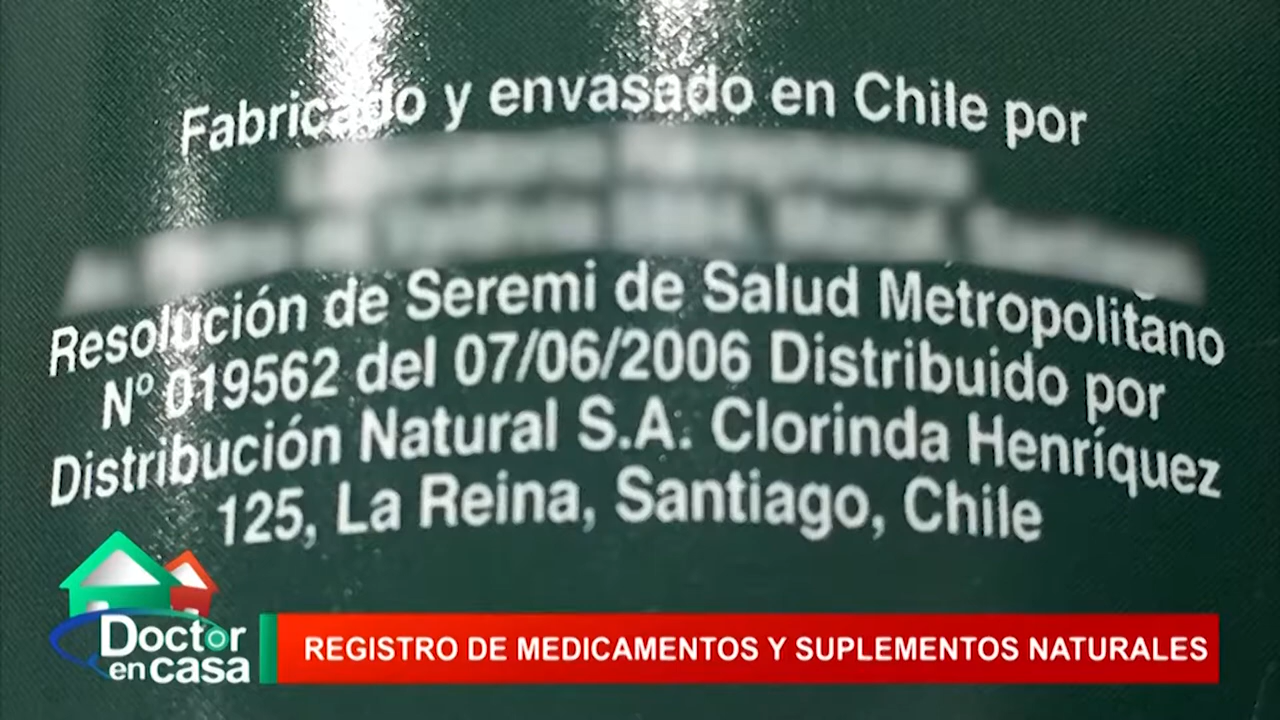 Fabricado y envasado en Chile por
Resolución de Seremi de Salud Metropolitano
Nº 019562 del 07/06/2006 Distribuido por
Distribución Natural S.A. Clorinda Henríquez
125, La Reina, Santiago, Chile
Doctor
en casa
REGISTRO DE MEDICAMENTOS Y SUPLEMENTOS NATURALES